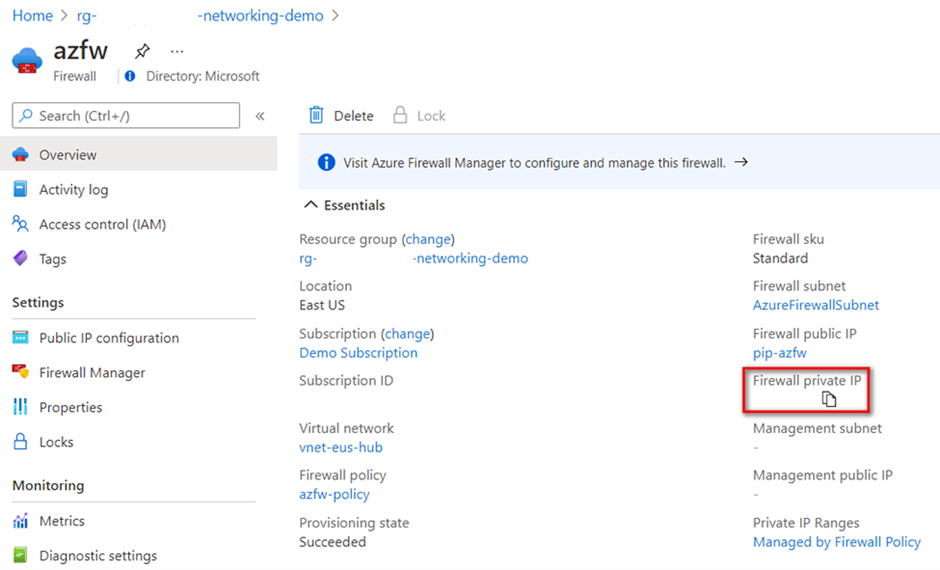 Home > rg- -networking-demo >
azfw
Firewall
Directory: Microsoft
Search (Ctrl+/)
«
Overview
Activity log
Access control (IAM)
Tags
Settings
Public IP configuration
Firewall Manager
Properties
Locks
Monitoring
Metrics
Diagnostic settings
Delete
Lock
Visit Azure Firewall Manager to configure and manage this firewall. →
Essentials
Resource group (change)
rg- -networking-demo
Location
East US
Subscription (change)
Demo Subscription
Subscription ID
Virtual network
vnet-eus-hub
Firewall policy
azfw-policy
Provisioning state
Succeeded
Firewall sku
Standard
Firewall subnet
AzureFirewallSubnet
Firewall public IP
pip-azfw
Firewall private IP
Management subnet
-
Management public IP
-
Private IP Ranges
Managed by Firewall Policy